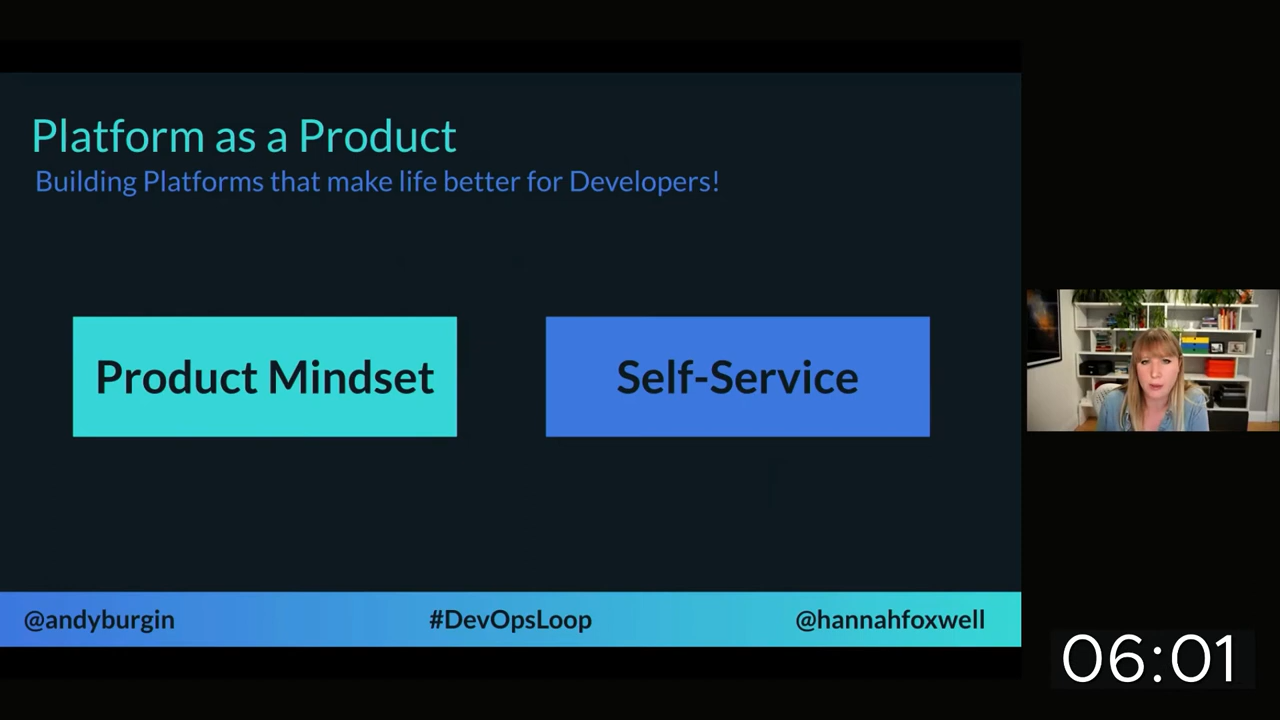 Platform as a Product
Building Platforms that make life better for Developers!
Product Mindset
Self-Service
@andyburgin
#DevOpsLoop
@hannahfoxwell
06:01